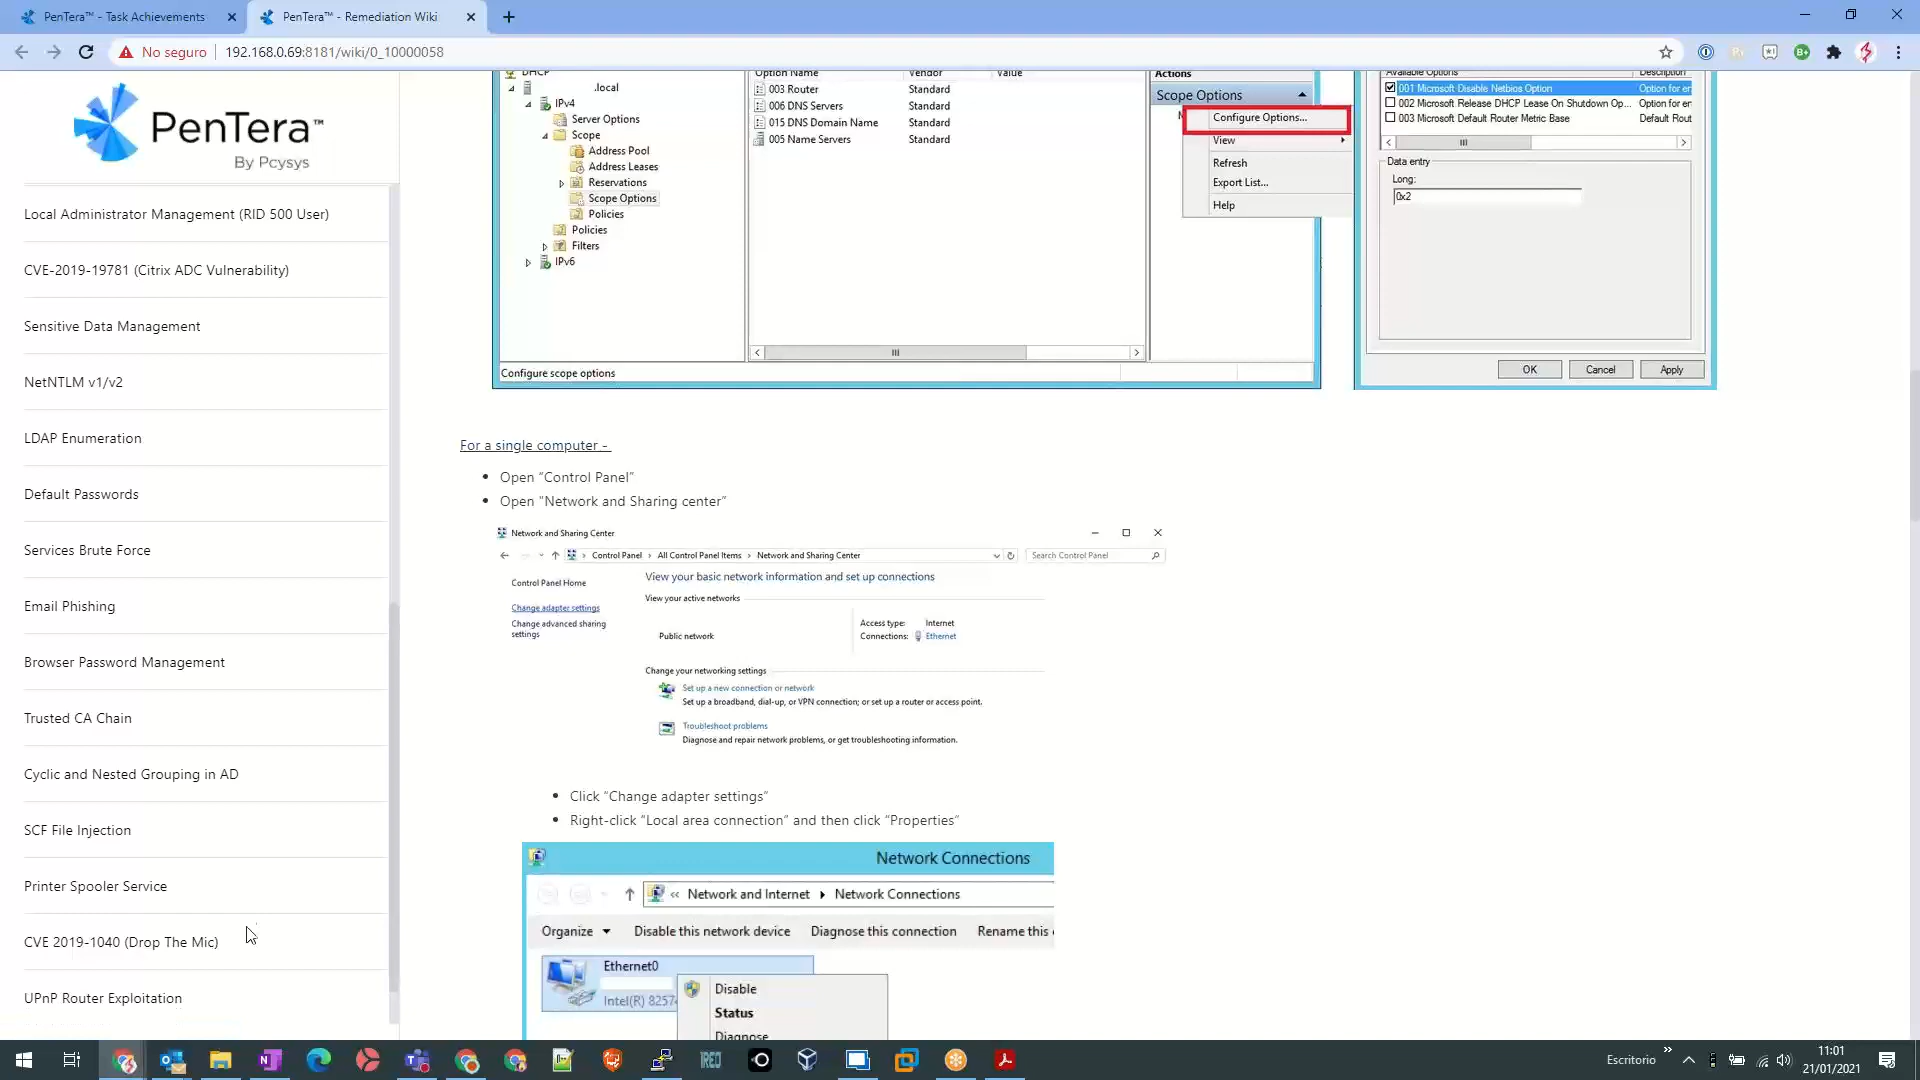 PenTera™ - Task Achievements
PenTera™ - Remediation Wiki
No seguro
192.168.0.69:8181/wiki/0_10000058
PenTera™
By Pcysys
Local Administrator Management (RID 500 User)
CVE-2019-19781 (Citrix ADC Vulnerability)
Sensitive Data Management
NetNTLM v1/v2
LDAP Enumeration
Default Passwords
Services Brute Force
Email Phishing
Browser Password Management
Trusted CA Chain
Cyclic and Nested Grouping in AD
SCF File Injection
Printer Spooler Service
CVE 2019-1040 (Drop The Mic)
UPnP Router Exploitation
DHCP
.local
IPv4
Server Options
Scope
Address Pool
Address Leases
Reservations
Scope Options
Policies
Policies
Filters
IPv6
Option Name Vendor Value
003 Router Standard
006 DNS Servers Standard
015 DNS Domain Name Standard
005 Name Servers Standard
Configure scope options
Actions
Scope Options
Configure Options...
View
Refresh
Export List...
Help
Available Options Description
001 Microsoft Disable Netbios Option Option for en
002 Microsoft Release DHCP Lease On Shutdown Op... Option for en
003 Microsoft Default Router Metric Base Default Rout
Data entry
Long:
0x2
OK Cancel Apply
For a single computer -
Open “Control Panel”
Open "Network and Sharing center”
Network and Sharing Center
Control Panel › All Control Panel Items › Network and Sharing Center
Search Control Panel
Control Panel Home
Change adapter settings
Change advanced sharing
settings
View your basic network information and set up connections
View your active networks
Public network
Access type: Internet
Connections: Ethernet
Change your networking settings
Set up a new connection or network
Set up a broadband, dial-up, or VPN connection; or set up a router or access point.
Troubleshoot problems
Diagnose and repair network problems, or get troubleshooting information.
Click “Change adapter settings”
Right-click “Local area connection” and then click “Properties”
Network Connections
« Network and Internet Network Connections
Organize Disable this network device Diagnose this connection Rename this
Ethernet0
Intel(R) 8257
Disable
Status
Diagnose
Escritorio
11:01
21/01/2021